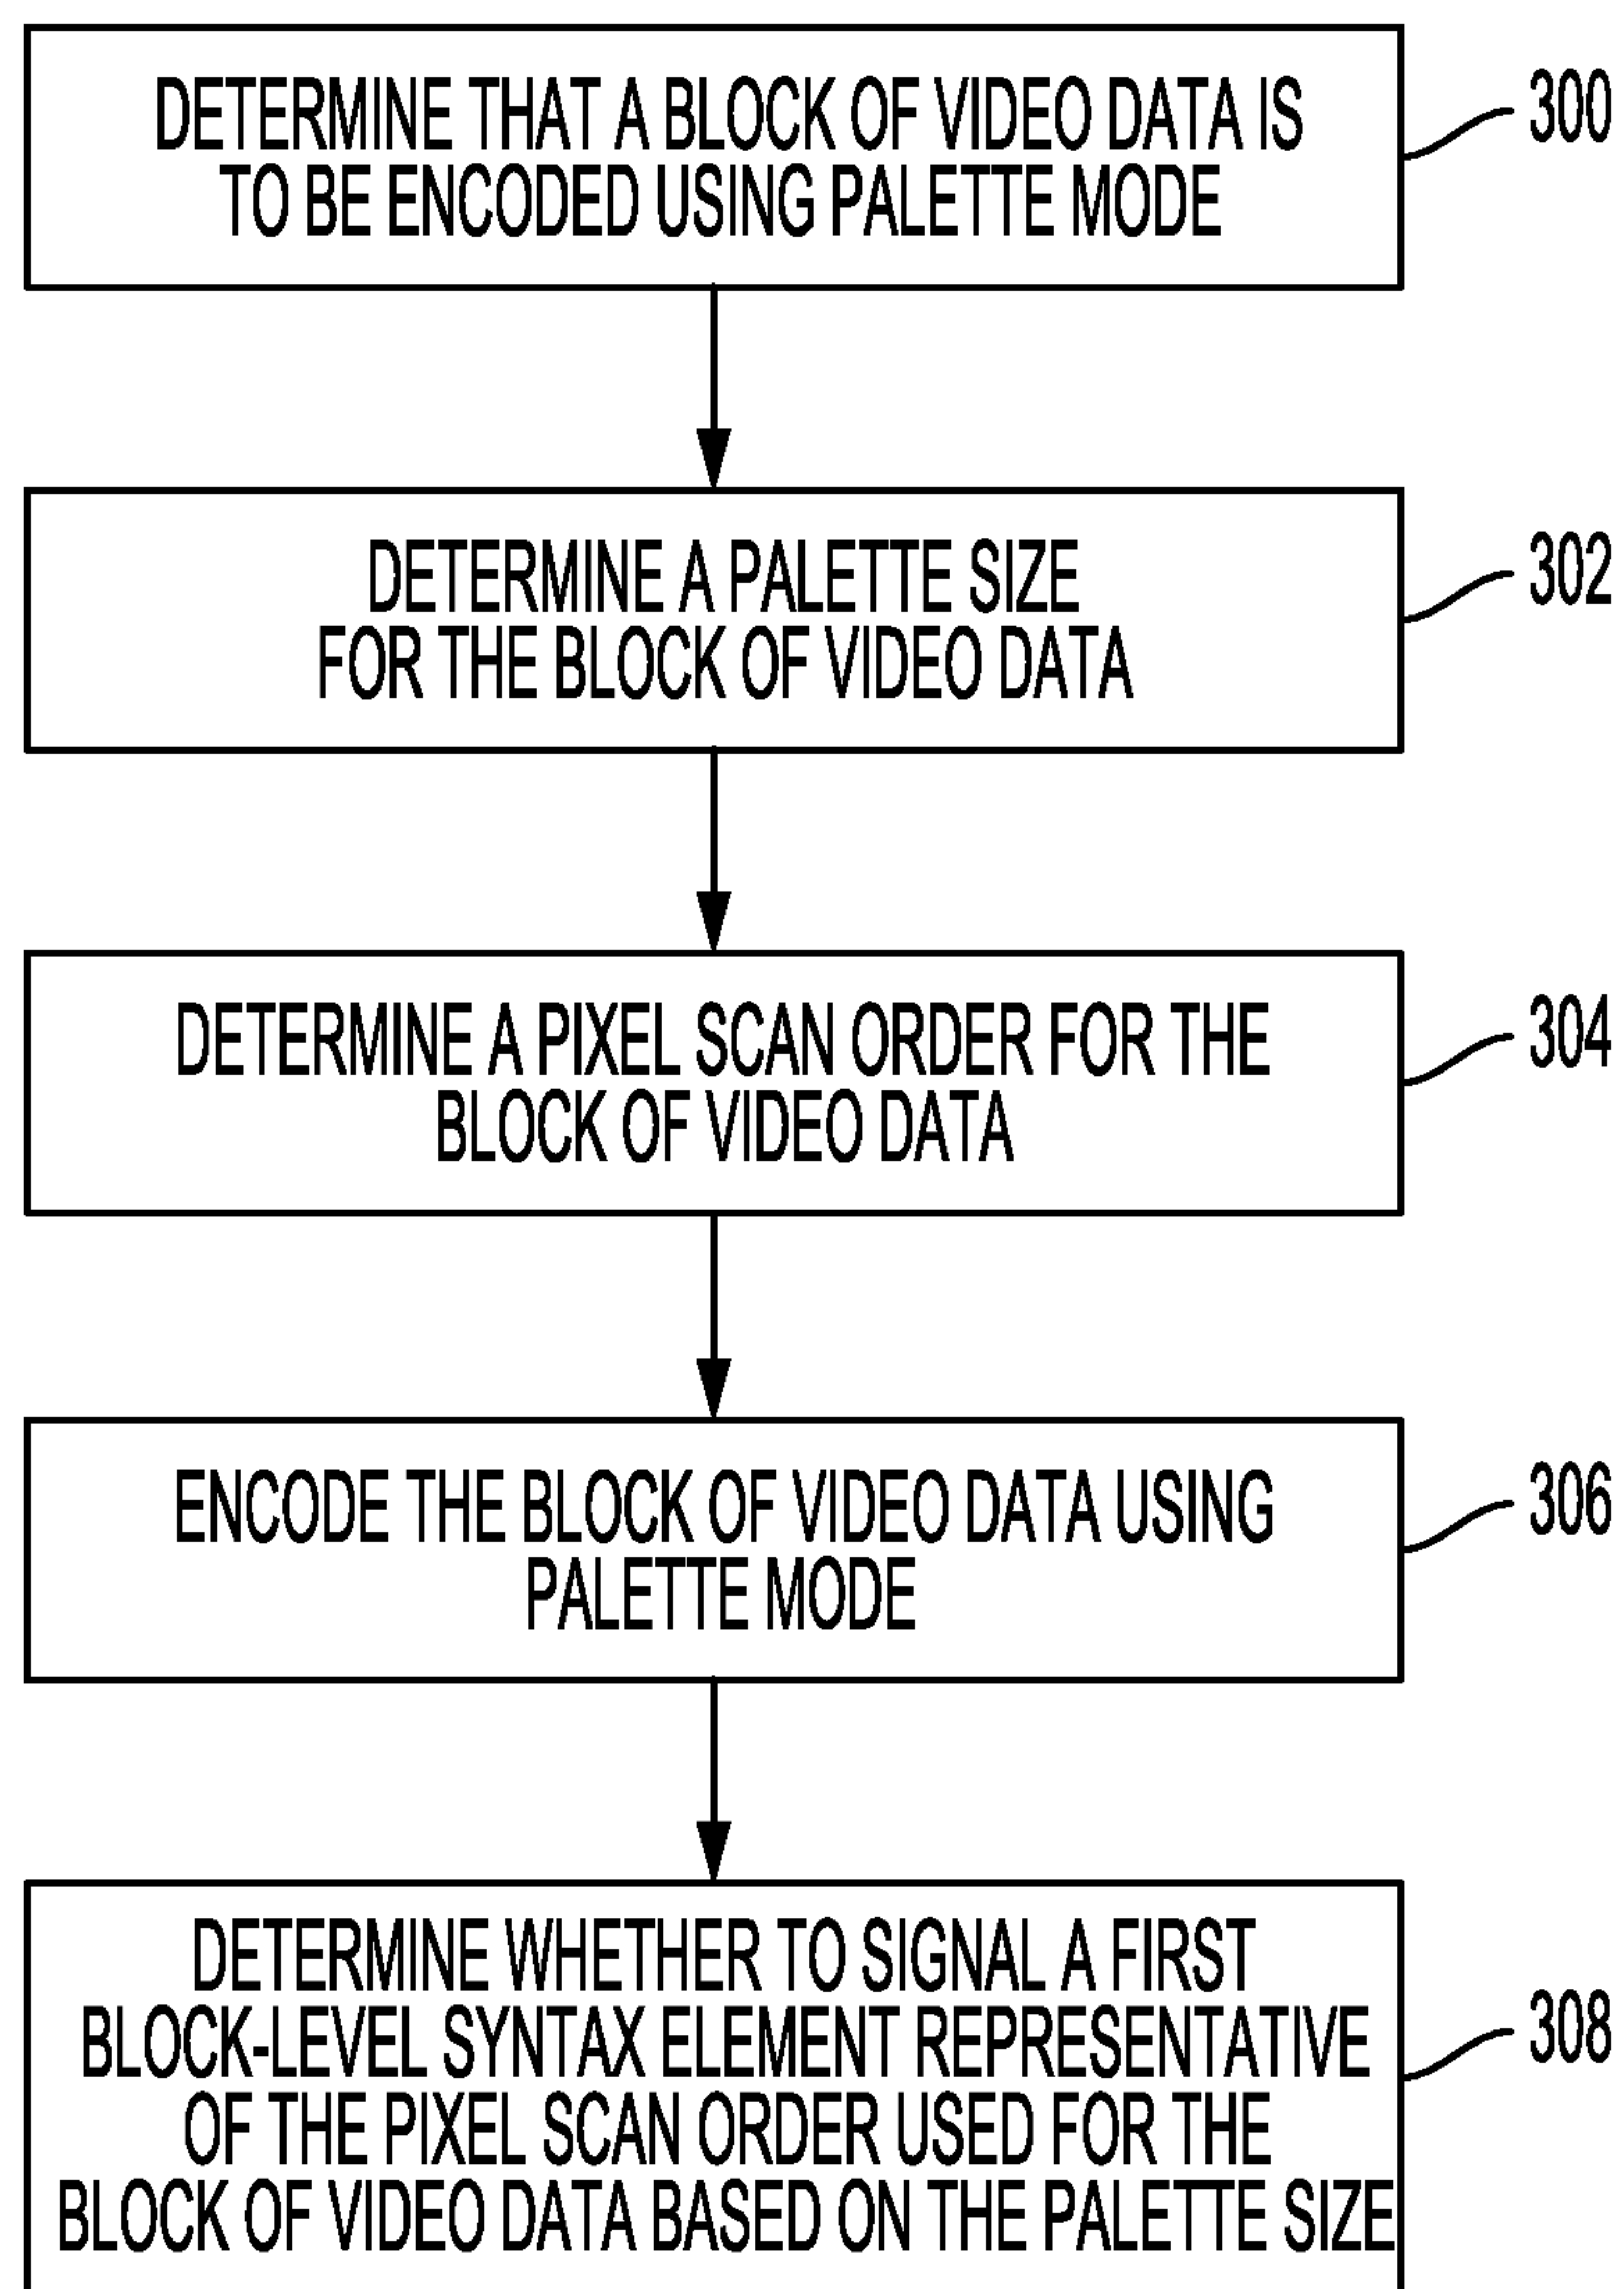 DETERMINE THAT A BLOCK OF VIDEO DATA IS
TO BE ENCODED USING PALETTE MODE
300
DETERMINE A PALETTE SIZE
FOR THE BLOCK OF VIDEO DATA
302
DETERMINE A PIXEL SCAN ORDER FOR THE
BLOCK OF VIDEO DATA
304
ENCODE THE BLOCK OF VIDEO DATA USING
PALETTE MODE
306
DETERMINE WHETHER TO SIGNAL A FIRST
BLOCK-LEVEL SYNTAX ELEMENT REPRESENTATIVE
OF THE PIXEL SCAN ORDER USED FOR THE
BLOCK OF VIDEO DATA BASED ON THE PALETTE SIZE
308